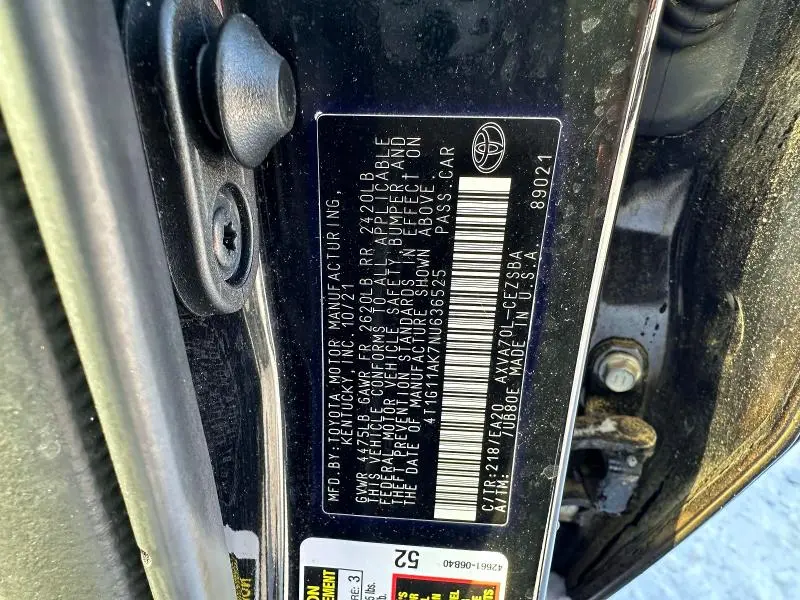 MFD. BY: TOYOTA MOTOR MANUFACTURING,
KENTUCKY, INC. 10/21
GVWR 4475LB GAWR FR 2620LB RR 2420LB
THIS VEHICLE CONFORMS TO ALL APPLICABLE
FEDERAL MOTOR VEHICLE SAFETY, BUMPER, AND
THEFT PREVENTION STANDARDS IN EFFECT ON
THE DATE OF MANUFACTURE SHOWN ABOVE.
4T1G11AK7NU636525 PASS. CAR
C/TR: 218/EA20 AXVA70L-CEZSBA 89021
A/TM: /UB80F MADE IN U.S.A.
52
42661-06B40